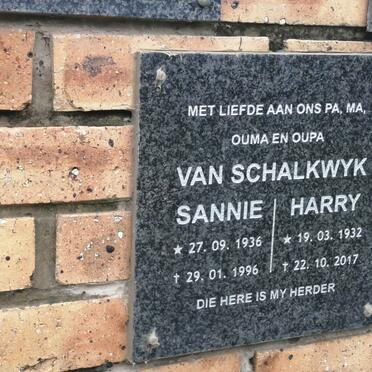 MET LIEFDE AAN ONS PA, MA,
OUMA EN OUPA
VAN SCHALKWYK
SANNIE | HARRY
★ 27. 09. 1936 | ★ 19. 03. 1932
† 29. 01. 1996 | † 22. 10. 2017
DIE HERE IS MY HERDER